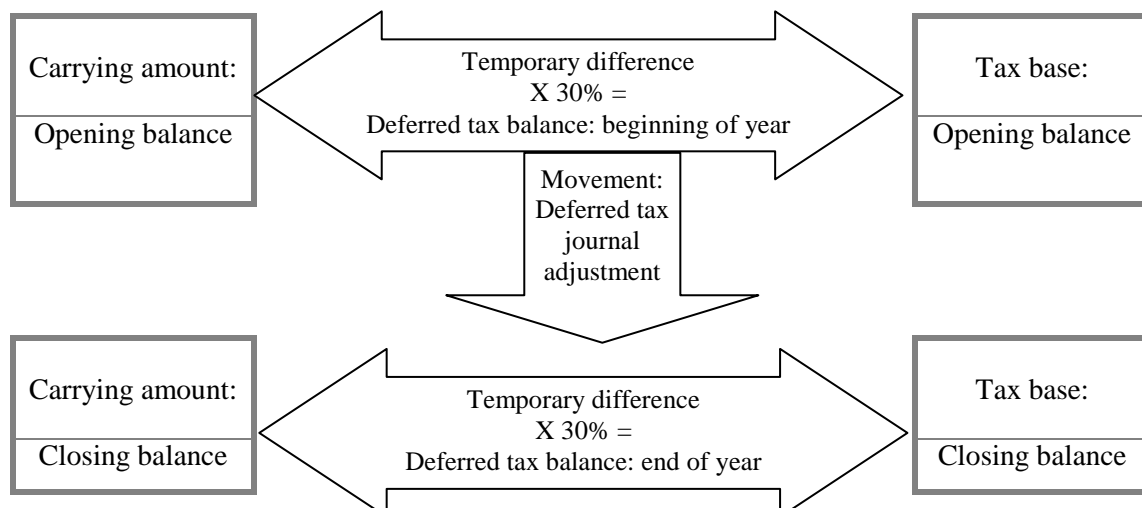 Carrying amount:
Opening balance
Temporary difference
X 30% =
Deferred tax balance: beginning of year
Tax base:
Opening balance
Movement:
Deferred tax
journal
adjustment
Carrying amount:
Closing balance
Temporary difference
X 30% =
Deferred tax balance: end of year
Tax base:
Closing balance